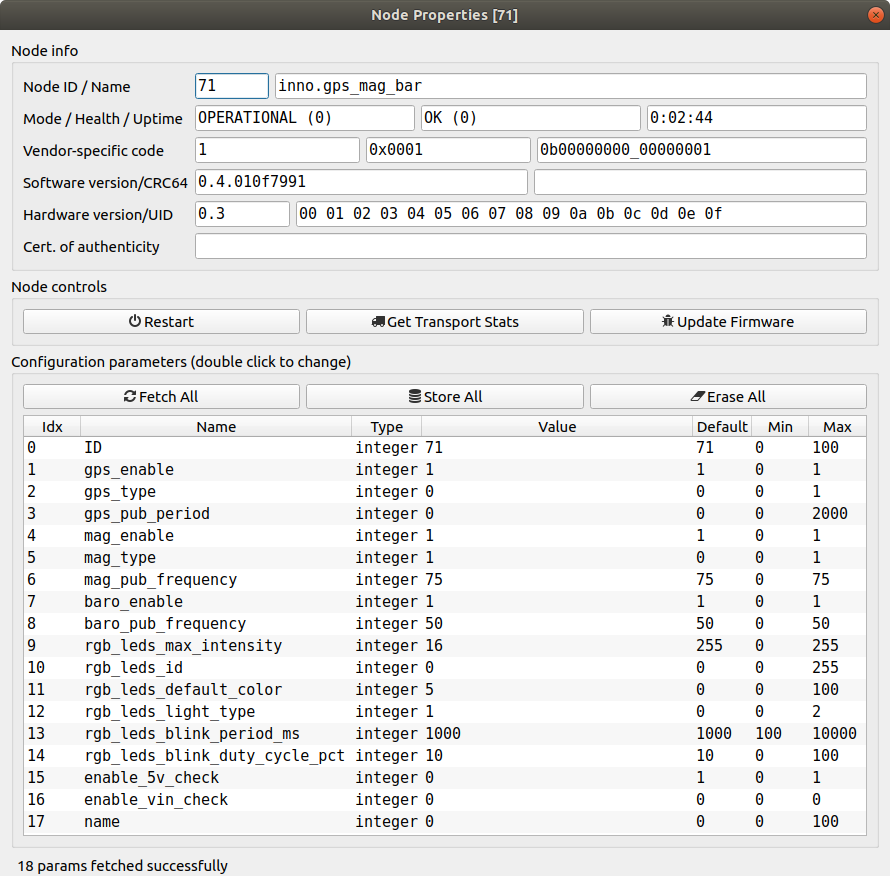 Node Properties [71]
Node info
Node ID / Name 71 inno.gps_mag_bar
Mode / Health / Uptime OPERATIONAL (0) OK (0) 0:02:44
Vendor-specific code 1 0x0001 0b00000000_00000001
Software version/CRC64 0.4.010f7991
Hardware version/UID 0.3 00 01 02 03 04 05 06 07 08 09 0a 0b 0c 0d 0e 0f
Cert. of authenticity
Node controls
Restart Get Transport Stats Update Firmware
Configuration parameters (double click to change)
Fetch All Store All Erase All
Idx Name Type Value Default Min Max
0 ID integer 71 71 0 100
1 gps_enable integer 1 1 0 1
2 gps_type integer 0 0 0 1
3 gps_pub_period integer 0 0 0 2000
4 mag_enable integer 1 1 0 1
5 mag_type integer 1 0 0 1
6 mag_pub_frequency integer 75 75 0 75
7 baro_enable integer 1 1 0 1
8 baro_pub_frequency integer 50 50 0 50
9 rgb_leds_max_intensity integer 16 255 0 255
10 rgb_leds_id integer 0 0 0 255
11 rgb_leds_default_color integer 5 0 0 100
12 rgb_leds_light_type integer 1 0 0 2
13 rgb_leds_blink_period_ms integer 1000 1000 100 10000
14 rgb_leds_blink_duty_cycle_pct integer 10 10 0 100
15 enable_5v_check integer 0 1 0 1
16 enable_vin_check integer 0 0 0 0
17 name integer 0 0 0 100
18 params fetched successfully